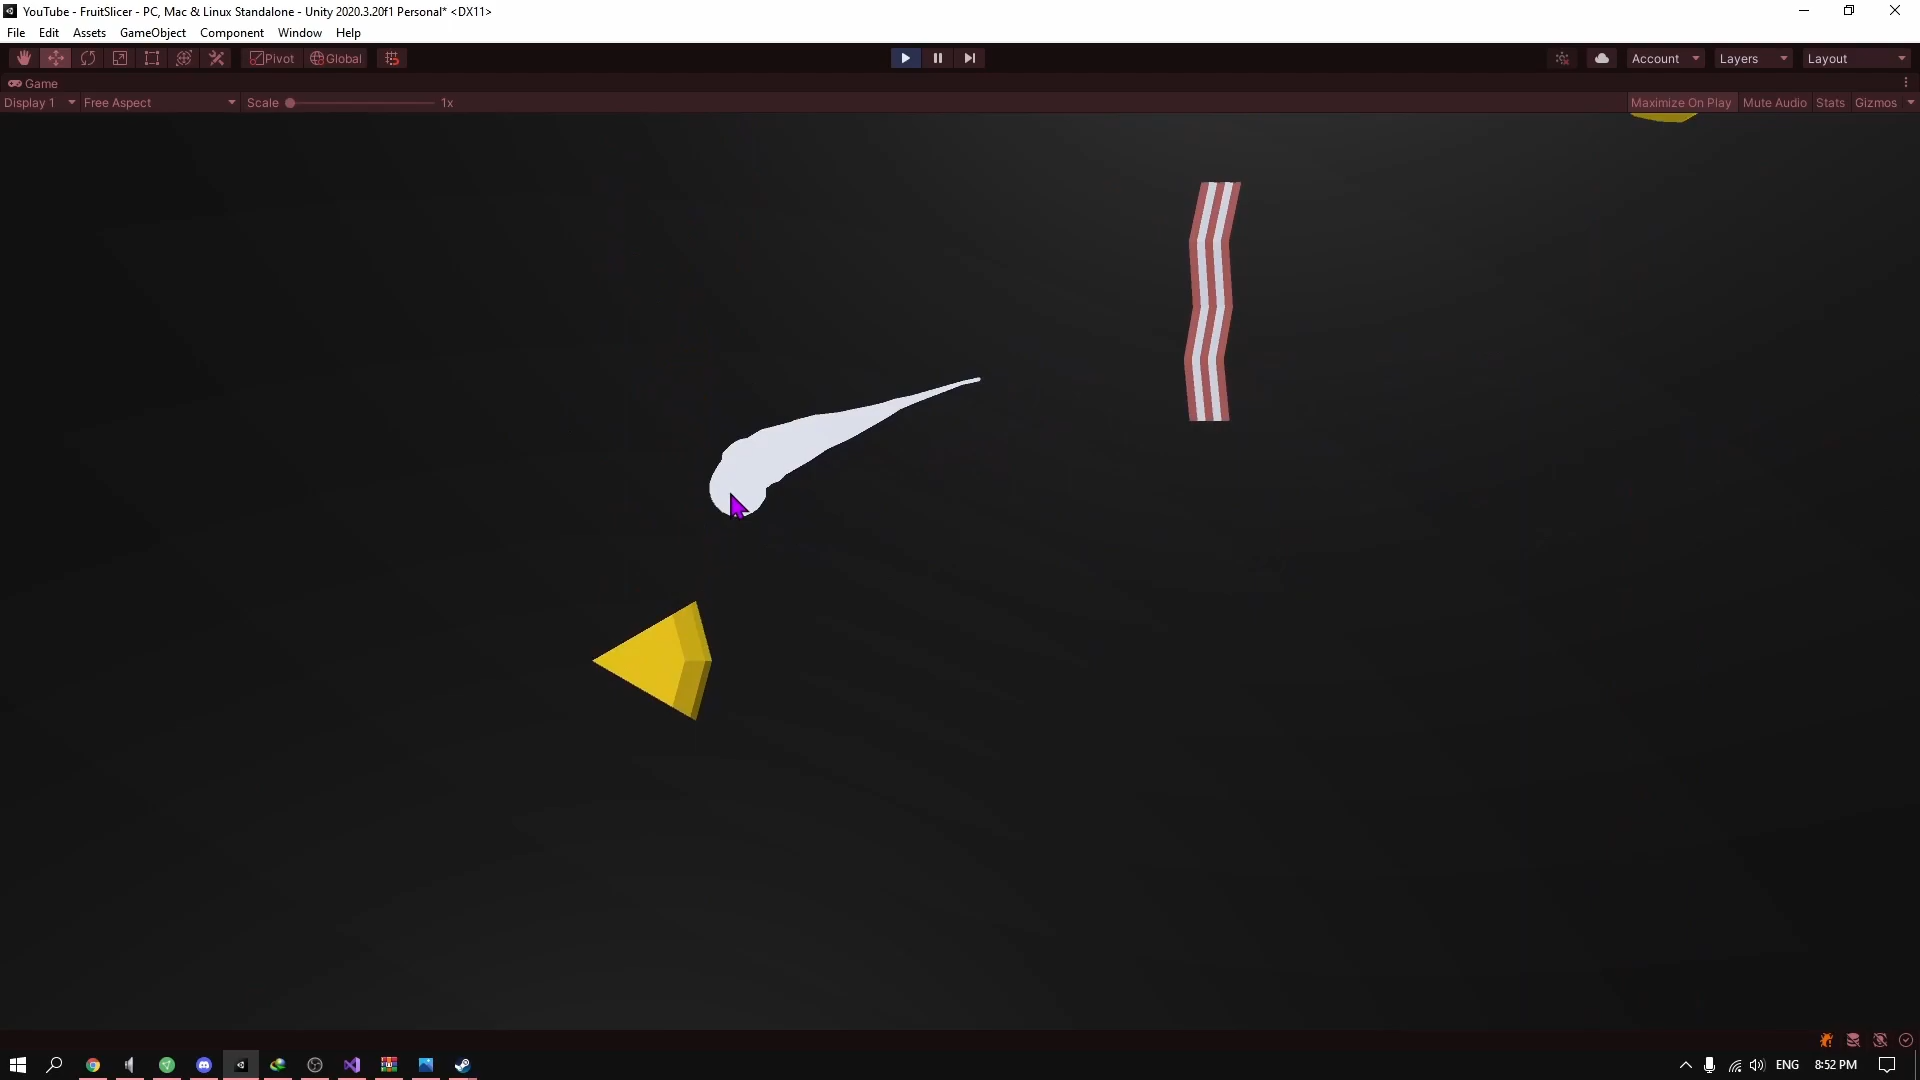 YouTube - FruitSlicer - PC, Mac & Linux Standalone - Unity 2020.3.20f1 Personal* <DX11>
File Edit Assets GameObject Component Window Help
Pivot Global Account Layers Layout
Game
Display 1 Free Aspect Scale 1x Maximize On Play Mute Audio Stats Gizmos
ENG 8:52 PM